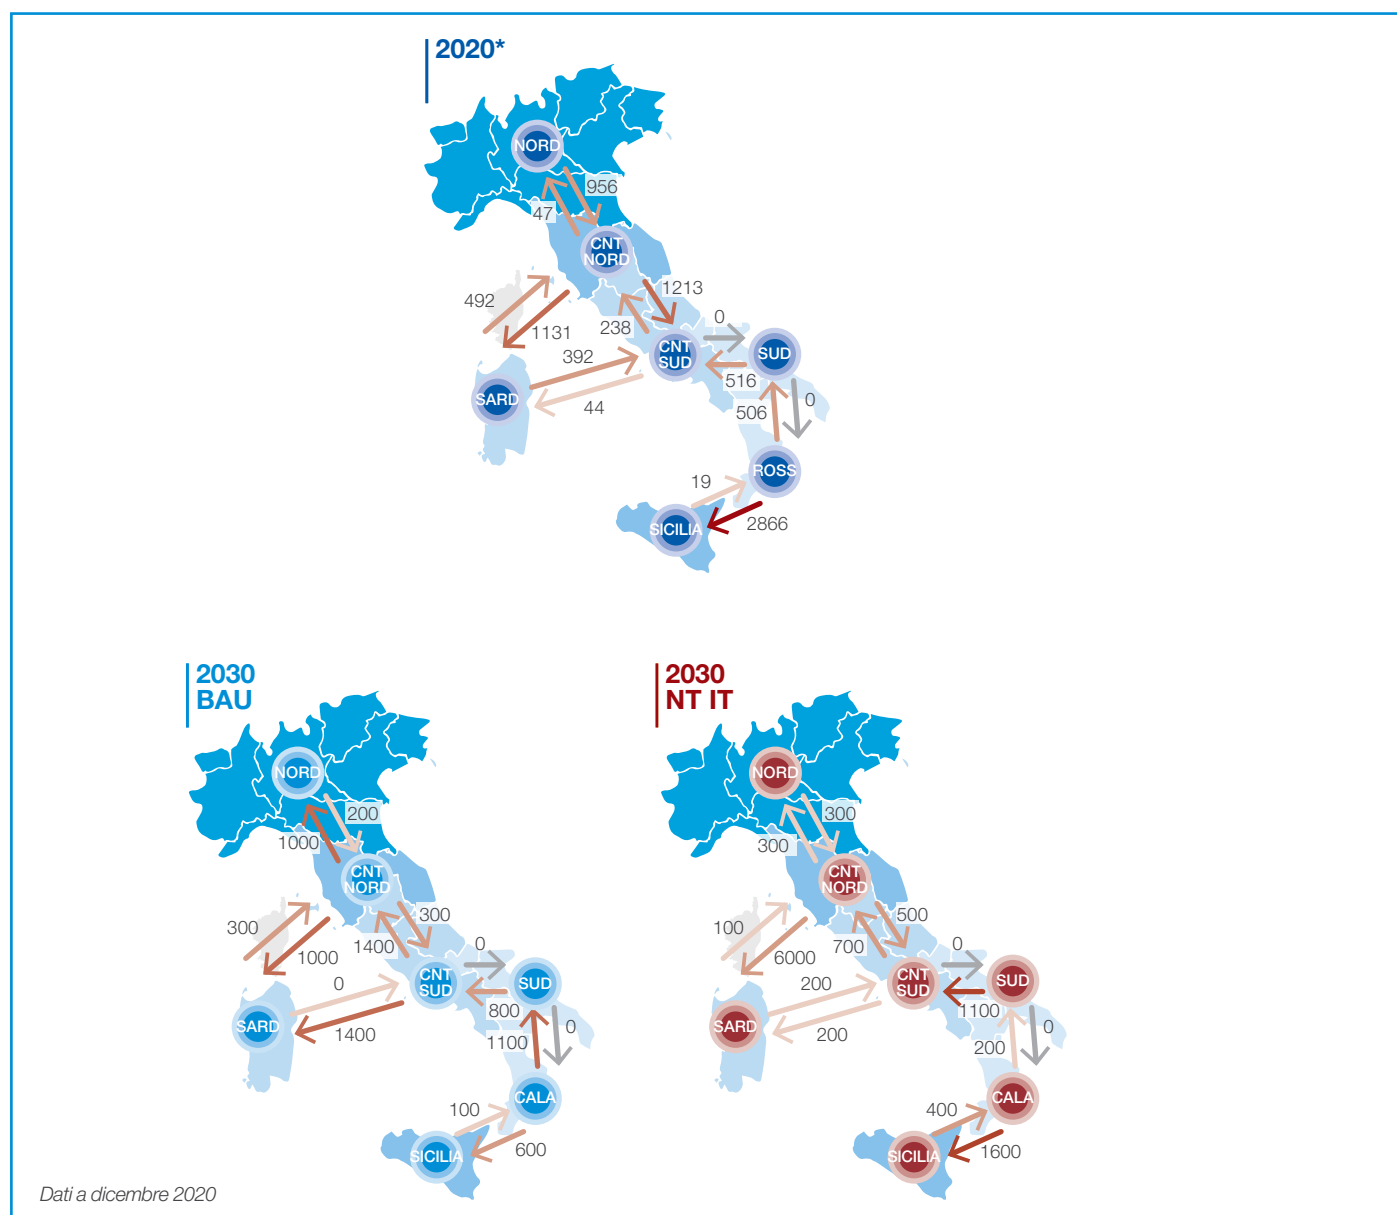 2020*
NORD
956
47
CNT
NORD
1213
492
238
0
1131
CNT
SUD
SUD
392
516
SARD
44
506
0
ROSS
19
2866
SICILIA
2030
BAU
NORD
200
1000
CNT
NORD
300
300
1400
0
1000
CNT
SUD
SUD
0
800
SARD
1400
1100
0
CALA
100
600
SICILIA
2030
NT IT
NORD
300
300
CNT
NORD
500
100
700
0
6000
CNT
SUD
SUD
200
1100
SARD
200
200
0
CALA
400
1600
SICILIA
Dati a dicembre 2020